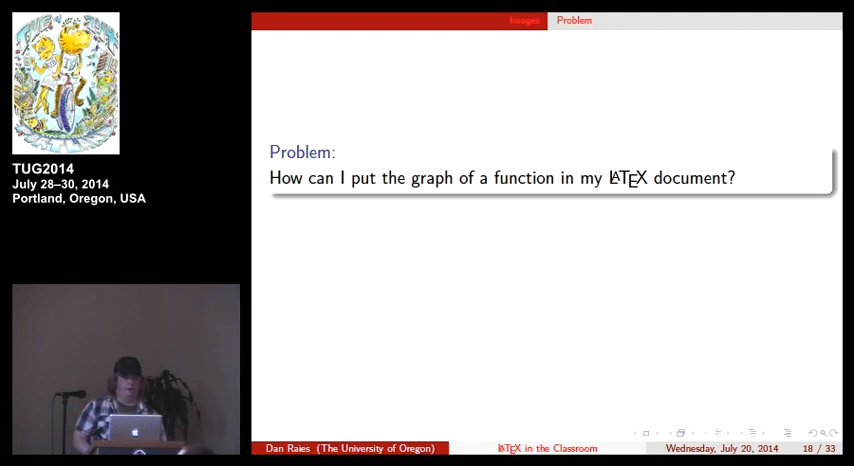 TUG2014
July 28–30, 2014
Portland, Oregon, USA
Images Problem
Problem:
How can I put the graph of a function in my LATEX document?
Dan Raies (The University of Oregon) LATEX in the Classroom Wednesday, July 20, 2014 18 / 33